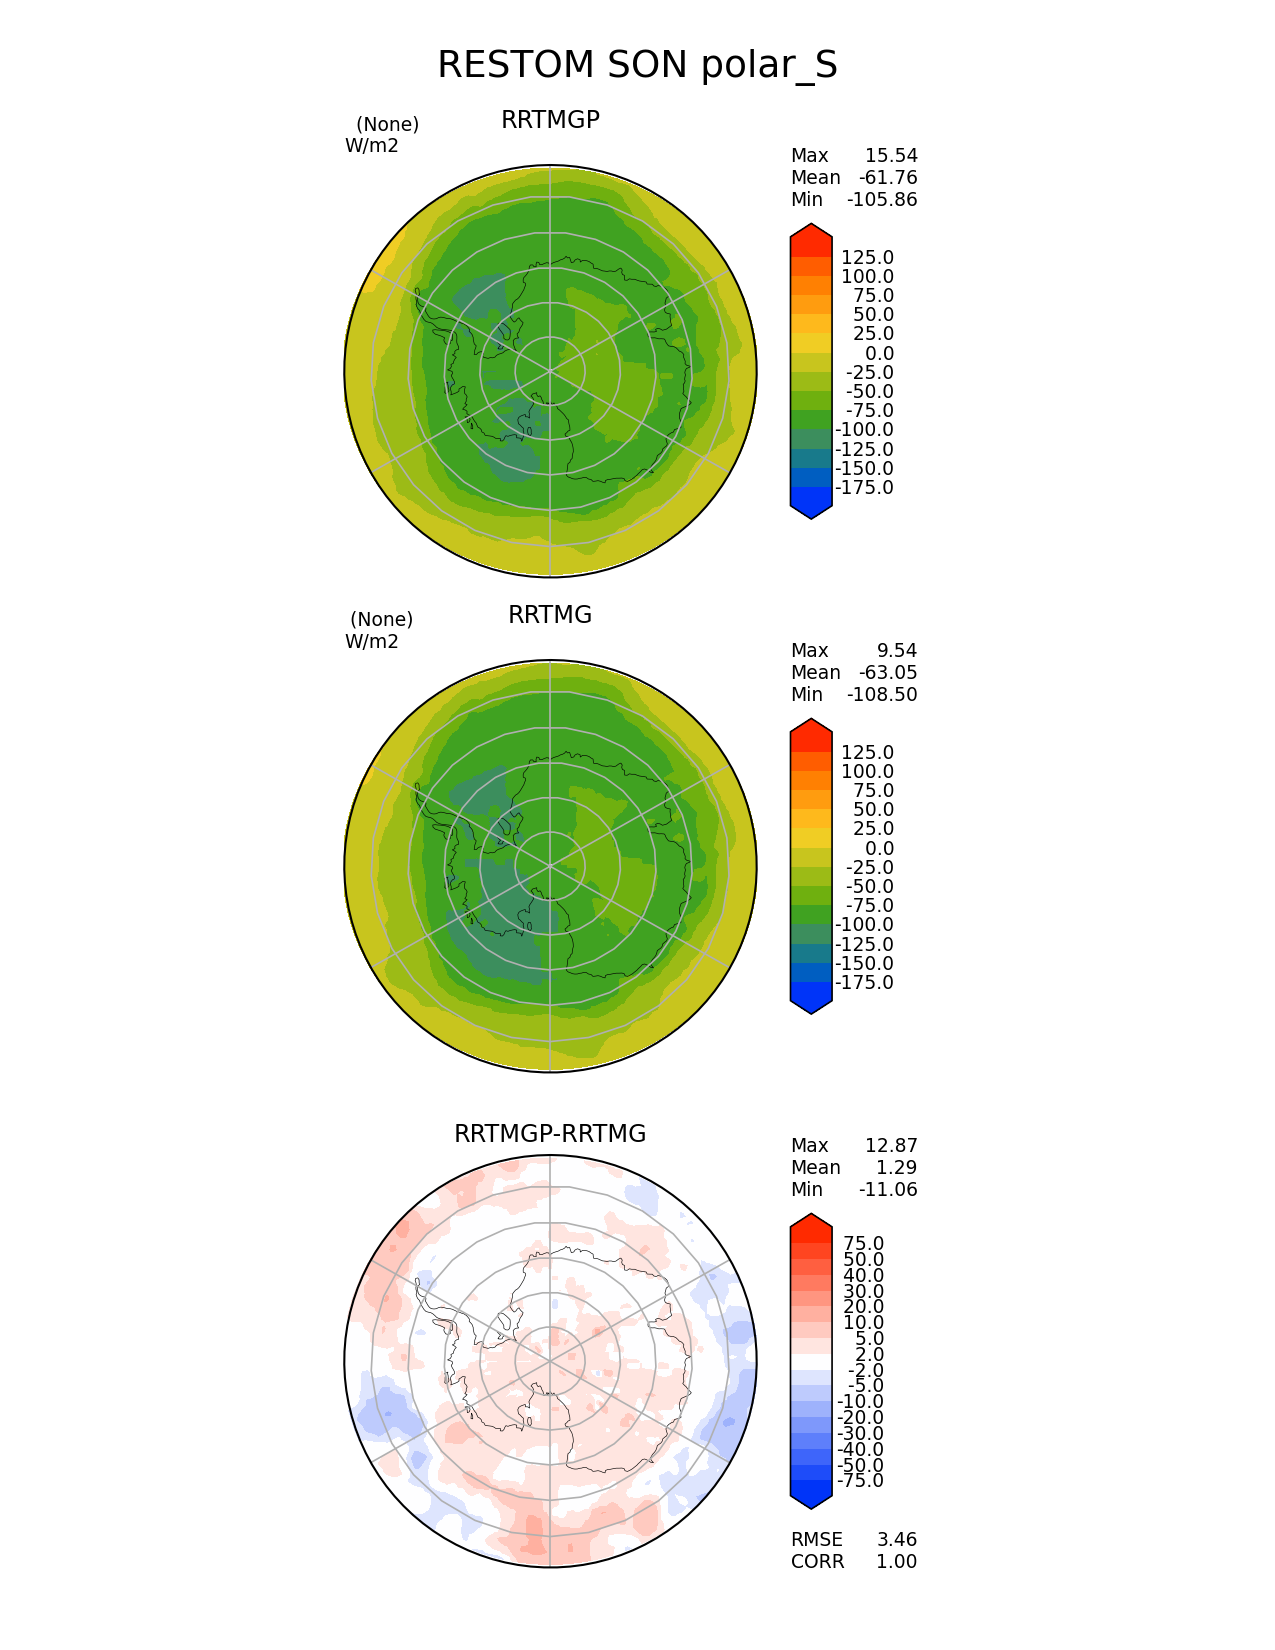 RESTOM SON polar_S
(None)
RRTMGP
W/m2
Max 15.54
Mean -61.76
Min -105.86
125.0
100.0
75.0
50.0
25.0
0.0
-25.0
-50.0
-75.0
-100.0
-125.0
-150.0
-175.0
(None)
RRTMG
W/m2
Max 9.54
Mean -63.05
Min -108.50
125.0
100.0
75.0
50.0
25.0
0.0
-25.0
-50.0
-75.0
-100.0
-125.0
-150.0
-175.0
RRTMGP-RRTMG
Max 12.87
Mean 1.29
Min -11.06
75.0
50.0
40.0
30.0
20.0
10.0
5.0
2.0
-2.0
-5.0
-10.0
-20.0
-30.0
-40.0
-50.0
-75.0
RMSE 3.46
CORR 1.00